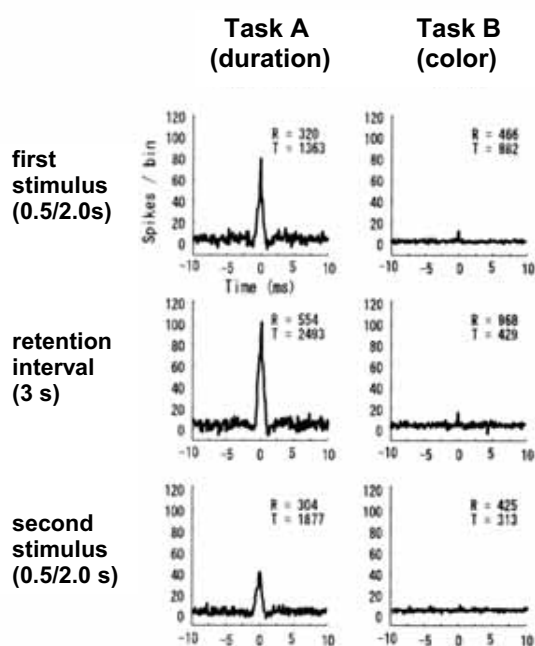 Task A
(duration)
Task B
(color)
first
stimulus
(0.5/2.0s)
Spikes / bin
120
100
80
60
40
20
0
R = 320
T = 1363
-10 -5 0 5 10
Time (ms)
120
100
80
60
40
20
0
R = 466
T = 882
-10 -5 0 5 10
retention
interval
(3 s)
120
100
80
60
40
20
0
R = 554
T = 2493
-10 -5 0 5 10
120
100
80
60
40
20
0
R = 968
T = 429
-10 -5 0 5 10
second
stimulus
(0.5/2.0 s)
120
100
80
60
40
20
0
R = 304
T = 1877
-10 -5 0 5 10
120
100
80
60
40
20
0
R = 425
T = 313
-10 -5 0 5 10